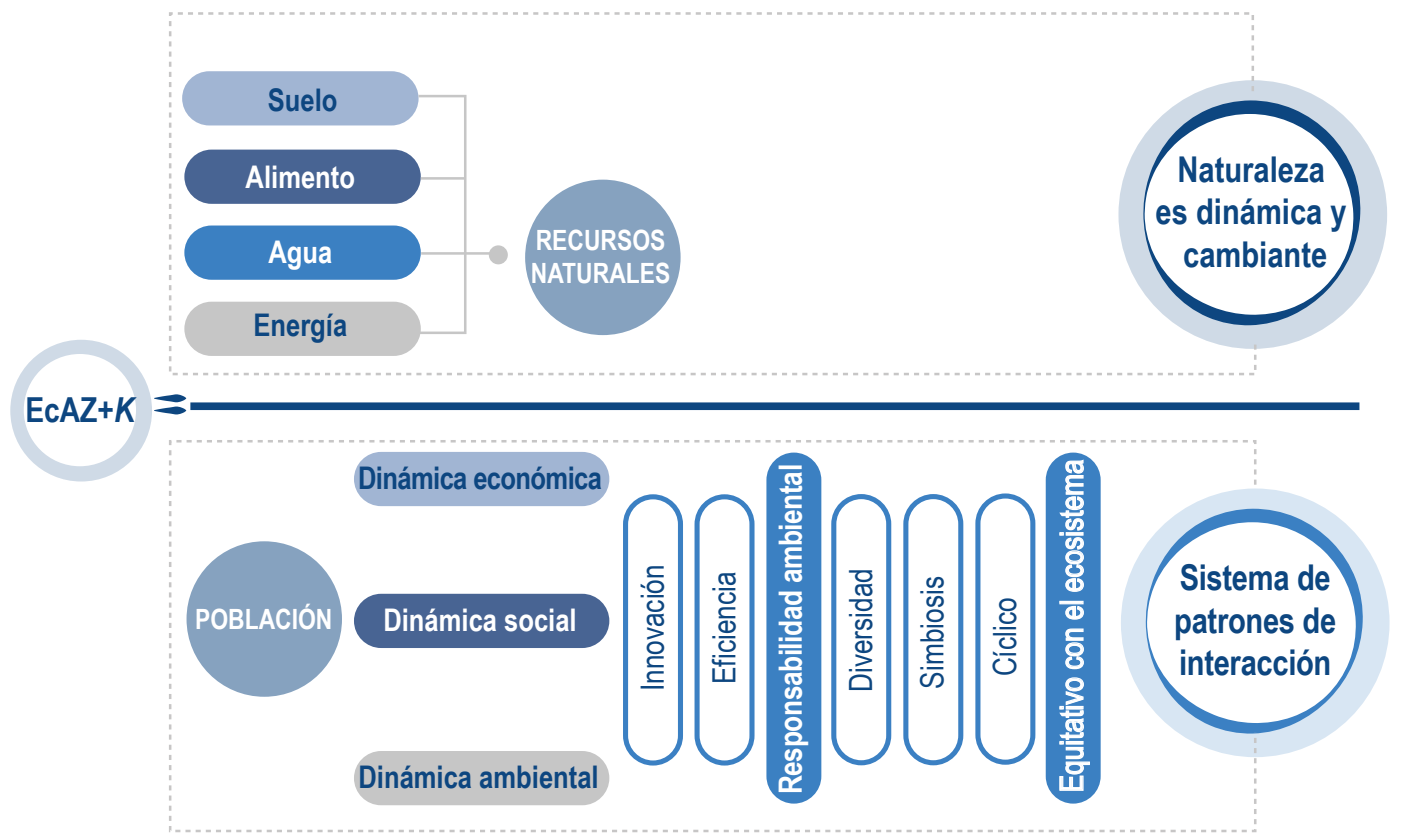 Suelo
Alimento
Agua
Energía
RECURSOS
NATURALES
Naturaleza
es dinámica y
cambiante
EcAZ+K
POBLACIÓN
Dinámica económica
Dinámica social
Dinámica ambiental
Innovación
Eficiencia
Responsabilidad ambiental
Diversidad
Simbiosis
Cíclico
Equitativo con el ecosistema
Sistema de
patrones de
interacción